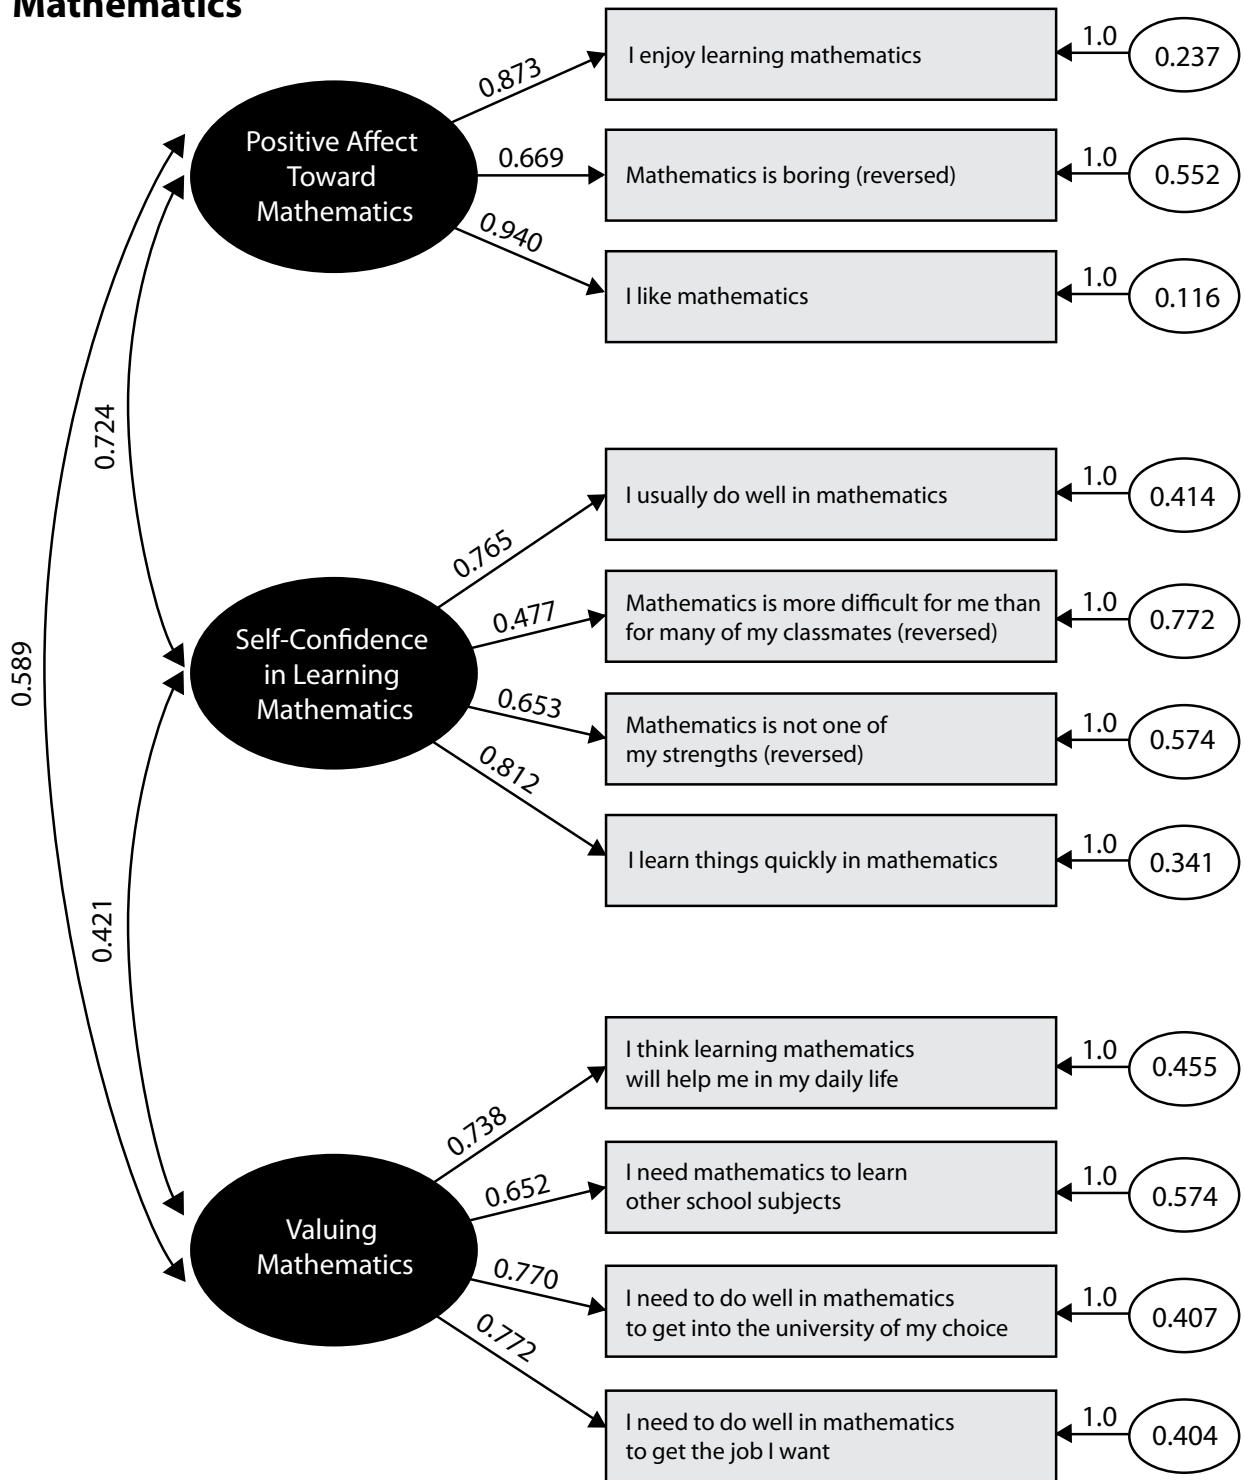 Mathematics
0.873
I enjoy learning mathematics
1.0
0.237
Positive Affect
Toward
Mathematics
0.669
Mathematics is boring (reversed)
1.0
0.552
0.940
I like mathematics
1.0
0.116
0.724
0.589
0.765
I usually do well in mathematics
1.0
0.414
Self-Confidence
in Learning
Mathematics
0.477
Mathematics is more difficult for me than
for many of my classmates (reversed)
1.0
0.772
0.653
Mathematics is not one of
my strengths (reversed)
1.0
0.574
0.812
I learn things quickly in mathematics
1.0
0.341
0.421
0.738
I think learning mathematics
will help me in my daily life
1.0
0.455
Valuing
Mathematics
0.652
I need mathematics to learn
other school subjects
1.0
0.574
0.770
I need to do well in mathematics
to get into the university of my choice
1.0
0.407
0.772
I need to do well in mathematics
to get the job I want
1.0
0.404